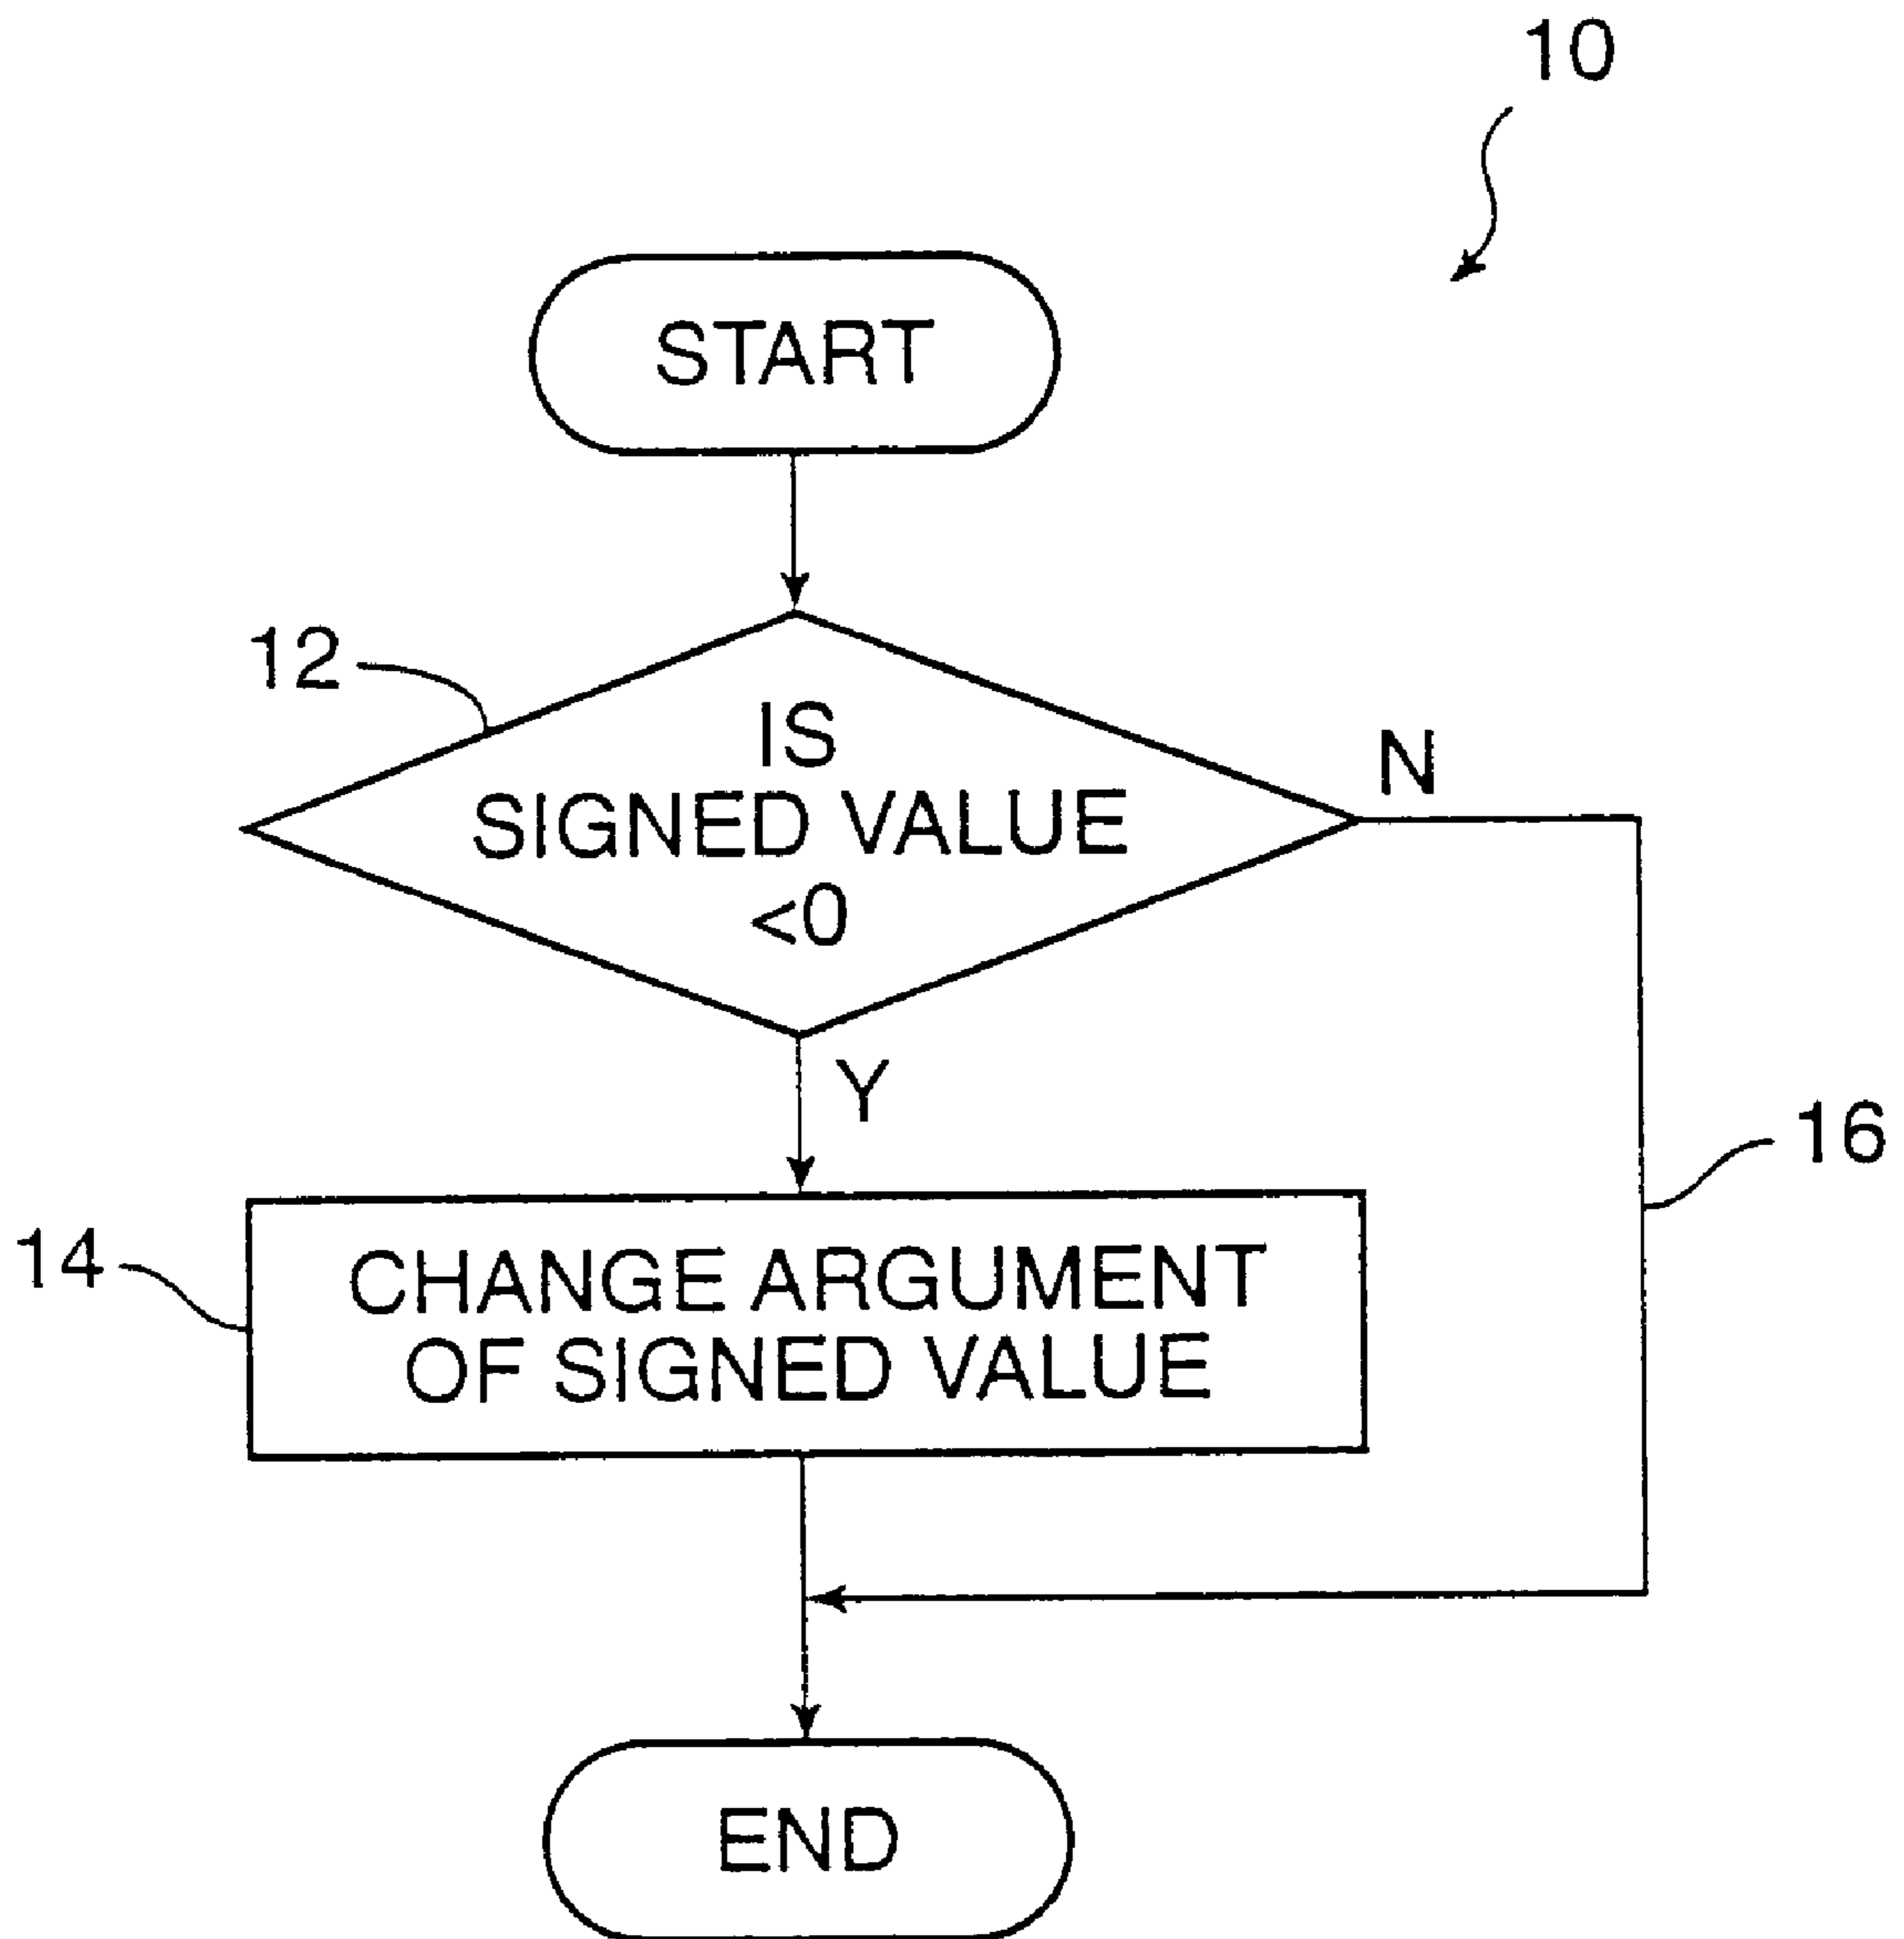 10
START
12
IS
SIGNED VALUE
<0
N
Y
16
14
CHANGE ARGUMENT
OF SIGNED VALUE
END